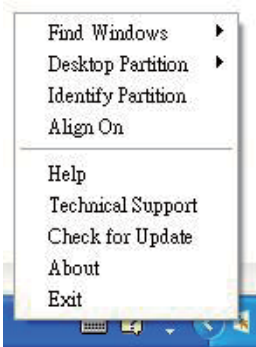 Find Windows
Desktop Partition
Identify Partition
Align On
Help
Technical Support
Check for Update
About
Exit